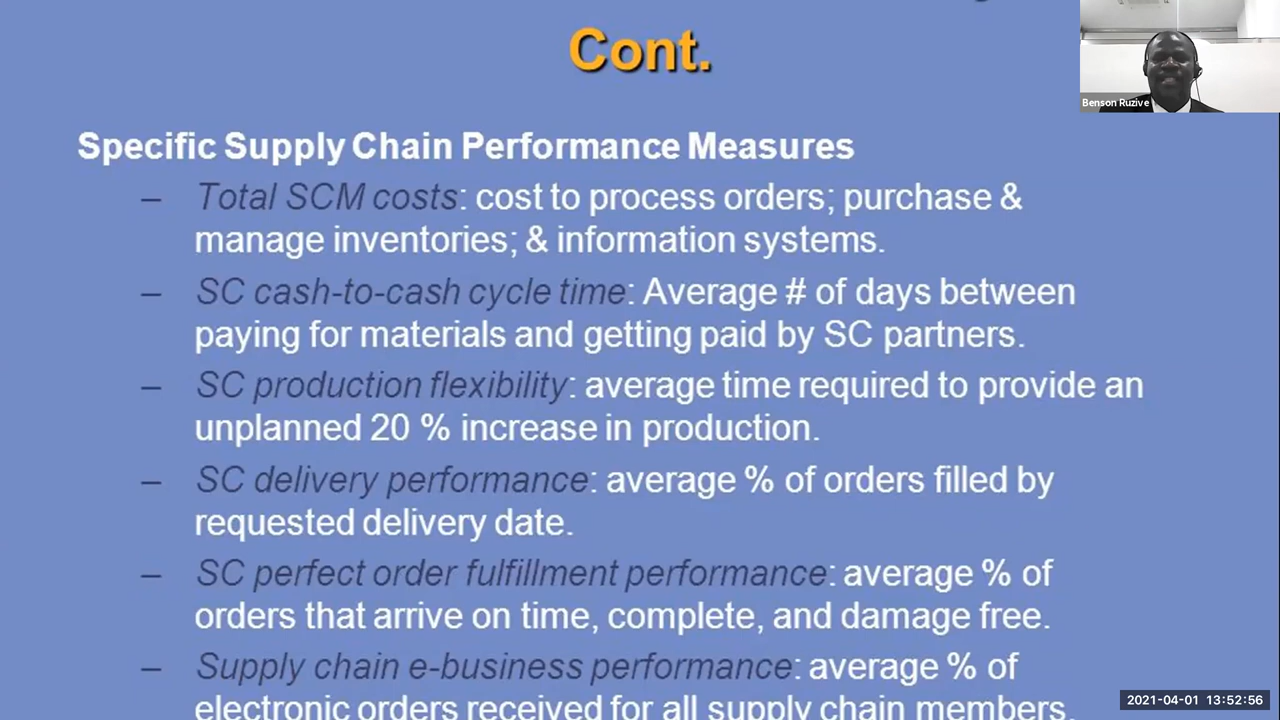 Cont.
Benson Ruzive
Specific Supply Chain Performance Measures
– Total SCM costs: cost to process orders; purchase &
manage inventories; & information systems.
– SC cash-to-cash cycle time: Average # of days between
paying for materials and getting paid by SC partners.
– SC production flexibility: average time required to provide an
unplanned 20 % increase in production.
– SC delivery performance: average % of orders filled by
requested delivery date.
– SC perfect order fulfillment performance: average % of
orders that arrive on time, complete, and damage free.
– Supply chain e-business performance: average % of
electronic orders received for all supply chain members.
2021-04-01 13:52:56